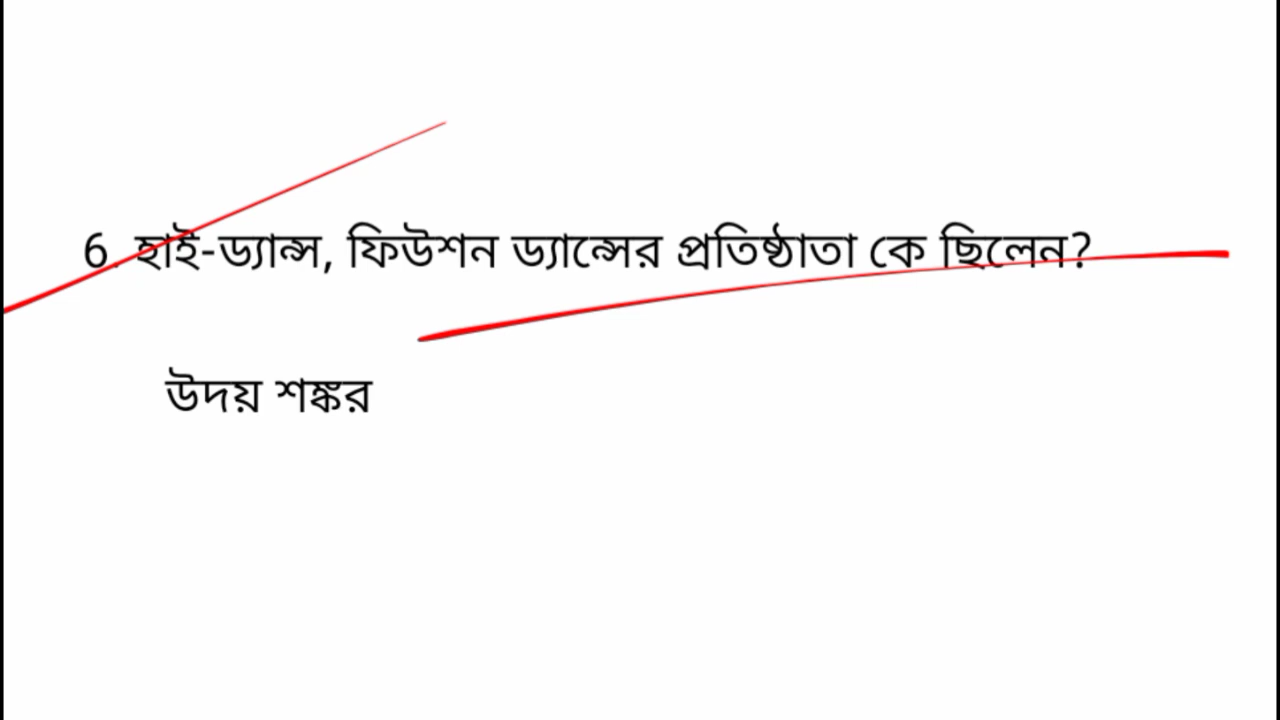 6. হাই-ড্যান্স, ফিউশন ড্যান্সের প্রতিষ্ঠাতা কে ছিলেন?
উদয় শঙ্কর